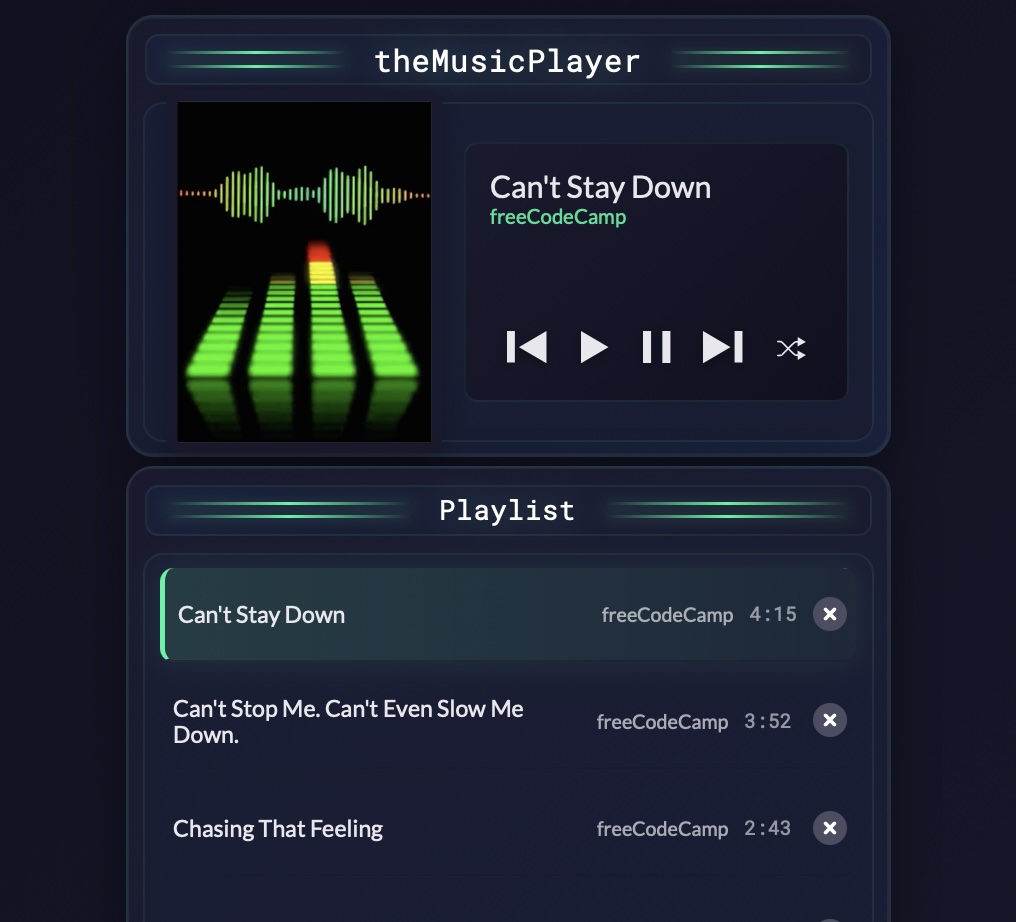 theMusicPlayer
Can't Stay Down
freeCodeCamp
Playlist
Can't Stay Down freeCodeCamp 4:15
Can't Stop Me. Can't Even Slow Me
Down. freeCodeCamp 3:52
Chasing That Feeling freeCodeCamp 2:43